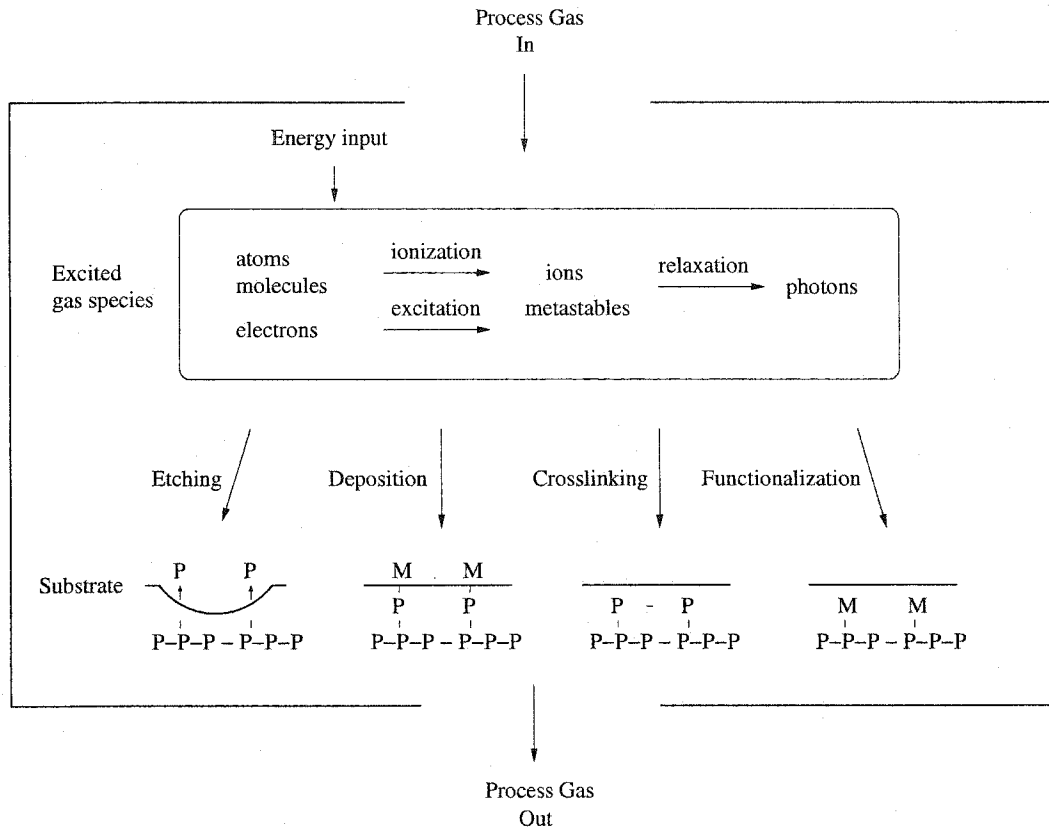 Process Gas
In
Energy input
Excited
gas species
atoms
molecules
electrons
ionization
excitation
ions
metastables
relaxation
photons
Etching
Deposition
Crosslinking
Functionalization
Substrate
P P
P–P–P – P–P–P
M M
P P
P–P–P – P–P–P
P - P
P–P–P – P–P–P
M M
P–P–P – P–P–P
Process Gas
Out